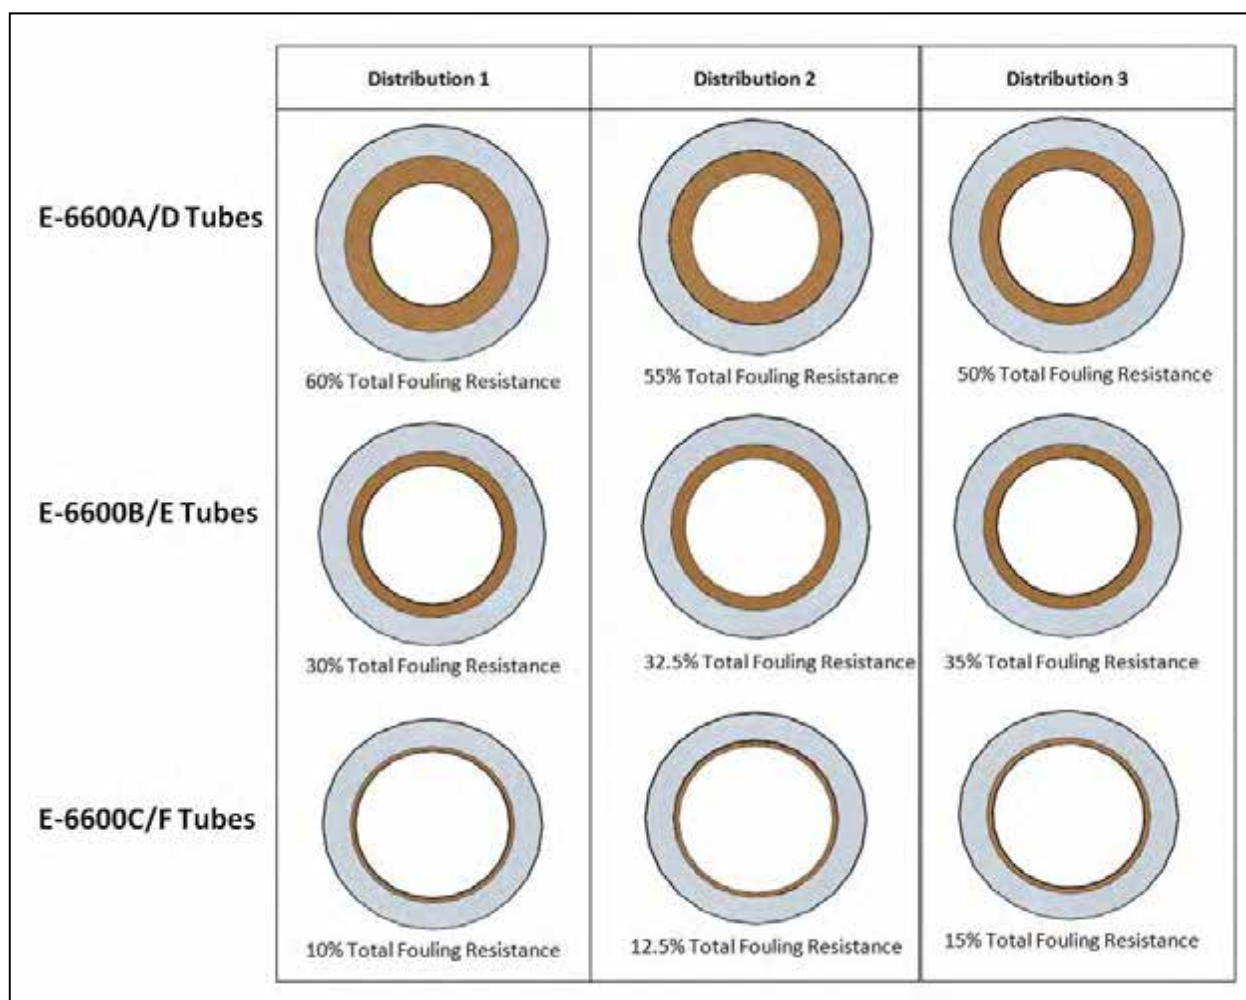 Distribution 1 Distribution 2 Distribution 3
E-6600A/D Tubes
60% Total Fouling Resistance 55% Total Fouling Resistance 50% Total Fouling Resistance
E-6600B/E Tubes
30% Total Fouling Resistance 32.5% Total Fouling Resistance 35% Total Fouling Resistance
E-6600C/F Tubes
10% Total Fouling Resistance 12.5% Total Fouling Resistance 15% Total Fouling Resistance